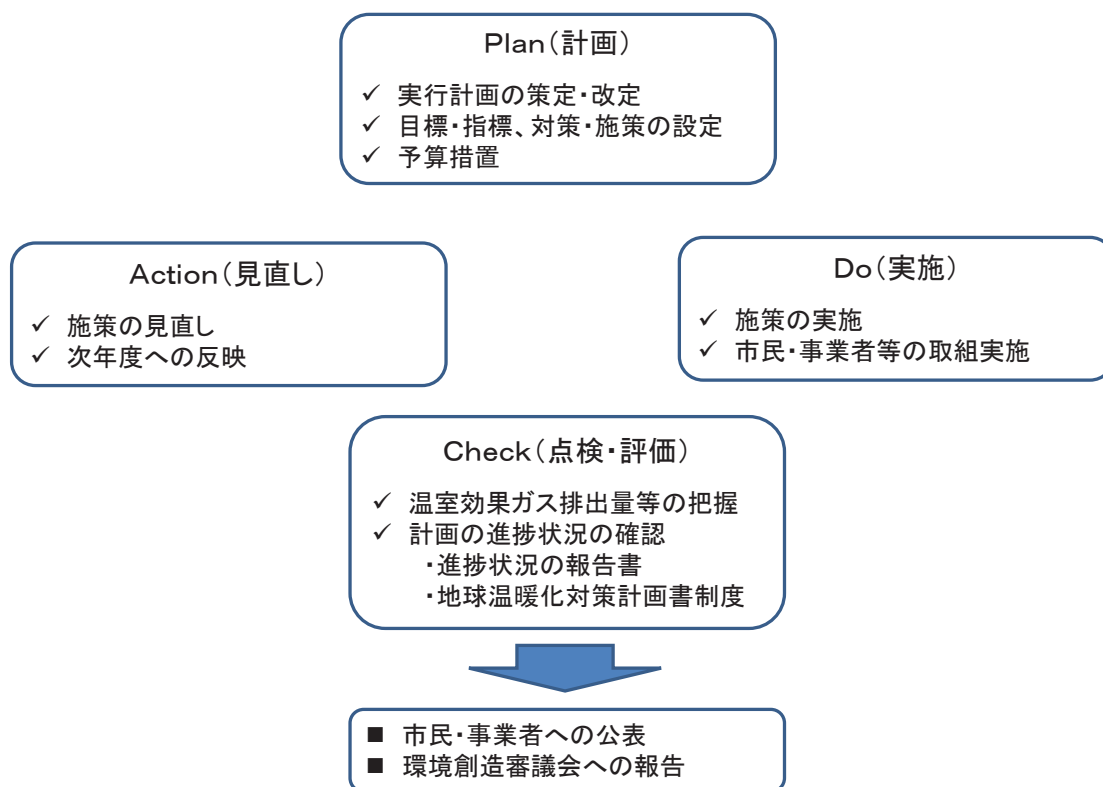 Plan（計画）
✓ 実行計画の策定・改定
✓ 目標・指標、対策・施策の設定
✓ 予算措置
Action（見直し）
✓ 施策の見直し
✓ 次年度への反映
Do（実施）
✓ 施策の実施
✓ 市民・事業者等の取組実施
Check（点検・評価）
✓ 温室効果ガス排出量等の把握
✓ 計画の進捗状況の確認
・進捗状況の報告書
・地球温暖化対策計画書制度
■ 市民・事業者への公表
■ 環境創造審議会への報告